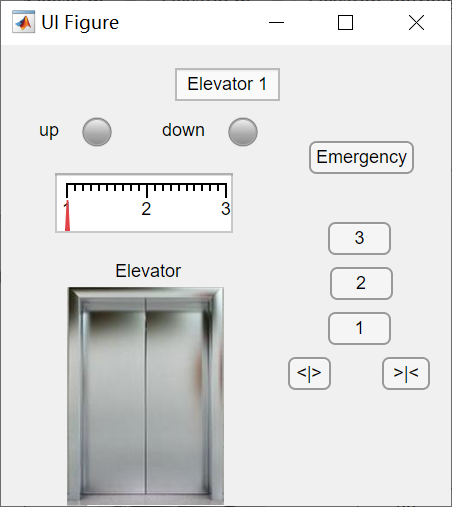 UI Figure
Elevator 1
up
down
Emergency
1 2 3
3
Elevator
2
1
<|> >|<